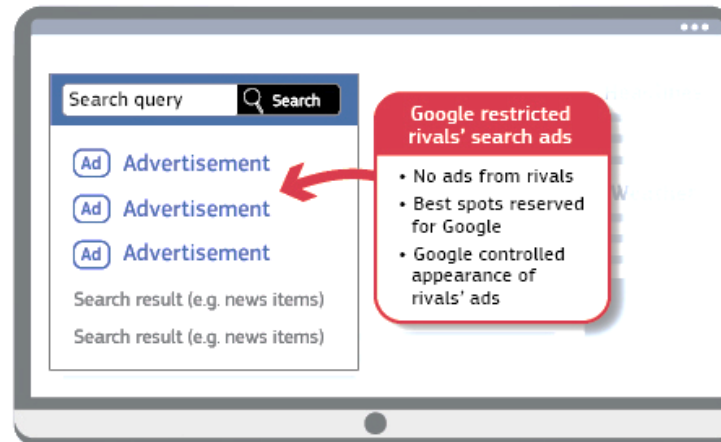 Search query
Search
Ad Advertisement
Ad Advertisement
Ad Advertisement
Search result (e.g. news items)
Search result (e.g. news items)
Google restricted
rivals' search ads
• No ads from rivals
• Best spots reserved
for Google
• Google controlled
appearance of
rivals' ads